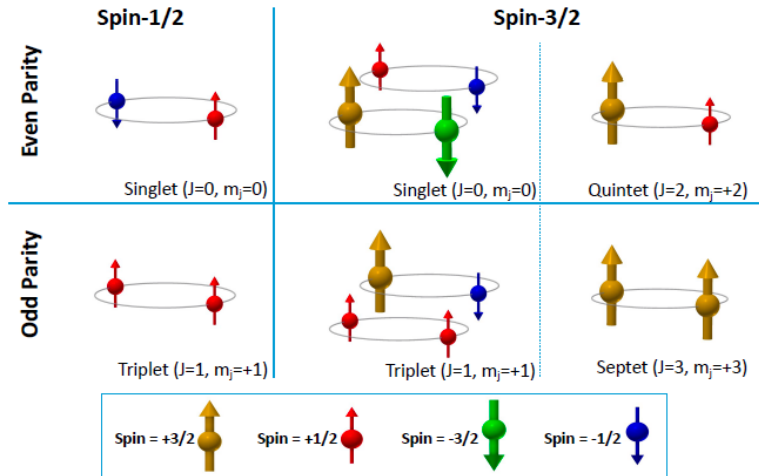 Spin-1/2
Spin-3/2
Even Parity
Singlet (J=0, mj=0)
Singlet (J=0, mj=0)
Quintet (J=2, mj=+2)
Odd Parity
Triplet (J=1, mj=+1)
Triplet (J=1, mj=+1)
Septet (J=3, mj=+3)
Spin = +3/2
Spin = +1/2
Spin = -3/2
Spin = -1/2